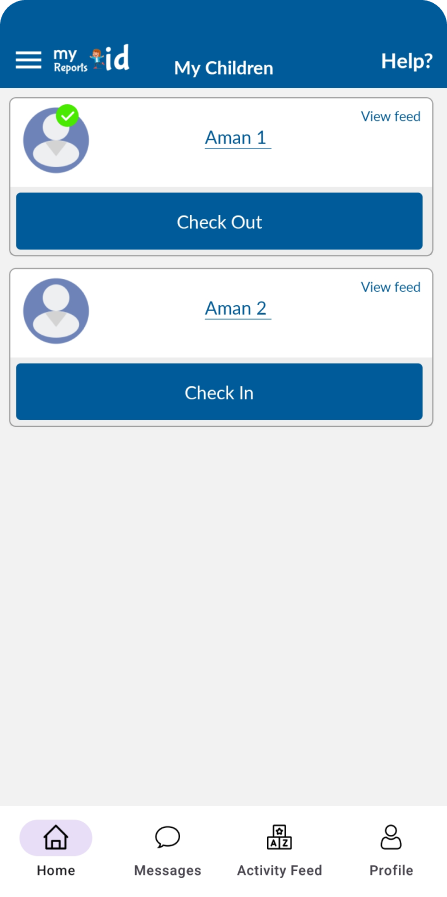 my
Reports
kid
My Children
Help?
View feed
Aman 1
Check Out
View feed
Aman 2
Check In
A Z
Home
Messages
Activity Feed
Profile